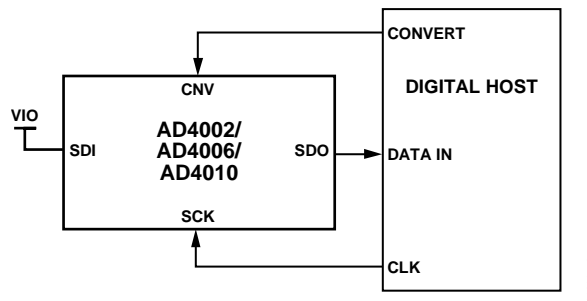 CONVERT
CNV
DIGITAL HOST
VIO
SDI
AD4002/
AD4006/
AD4010
SDO
DATA IN
SCK
CLK